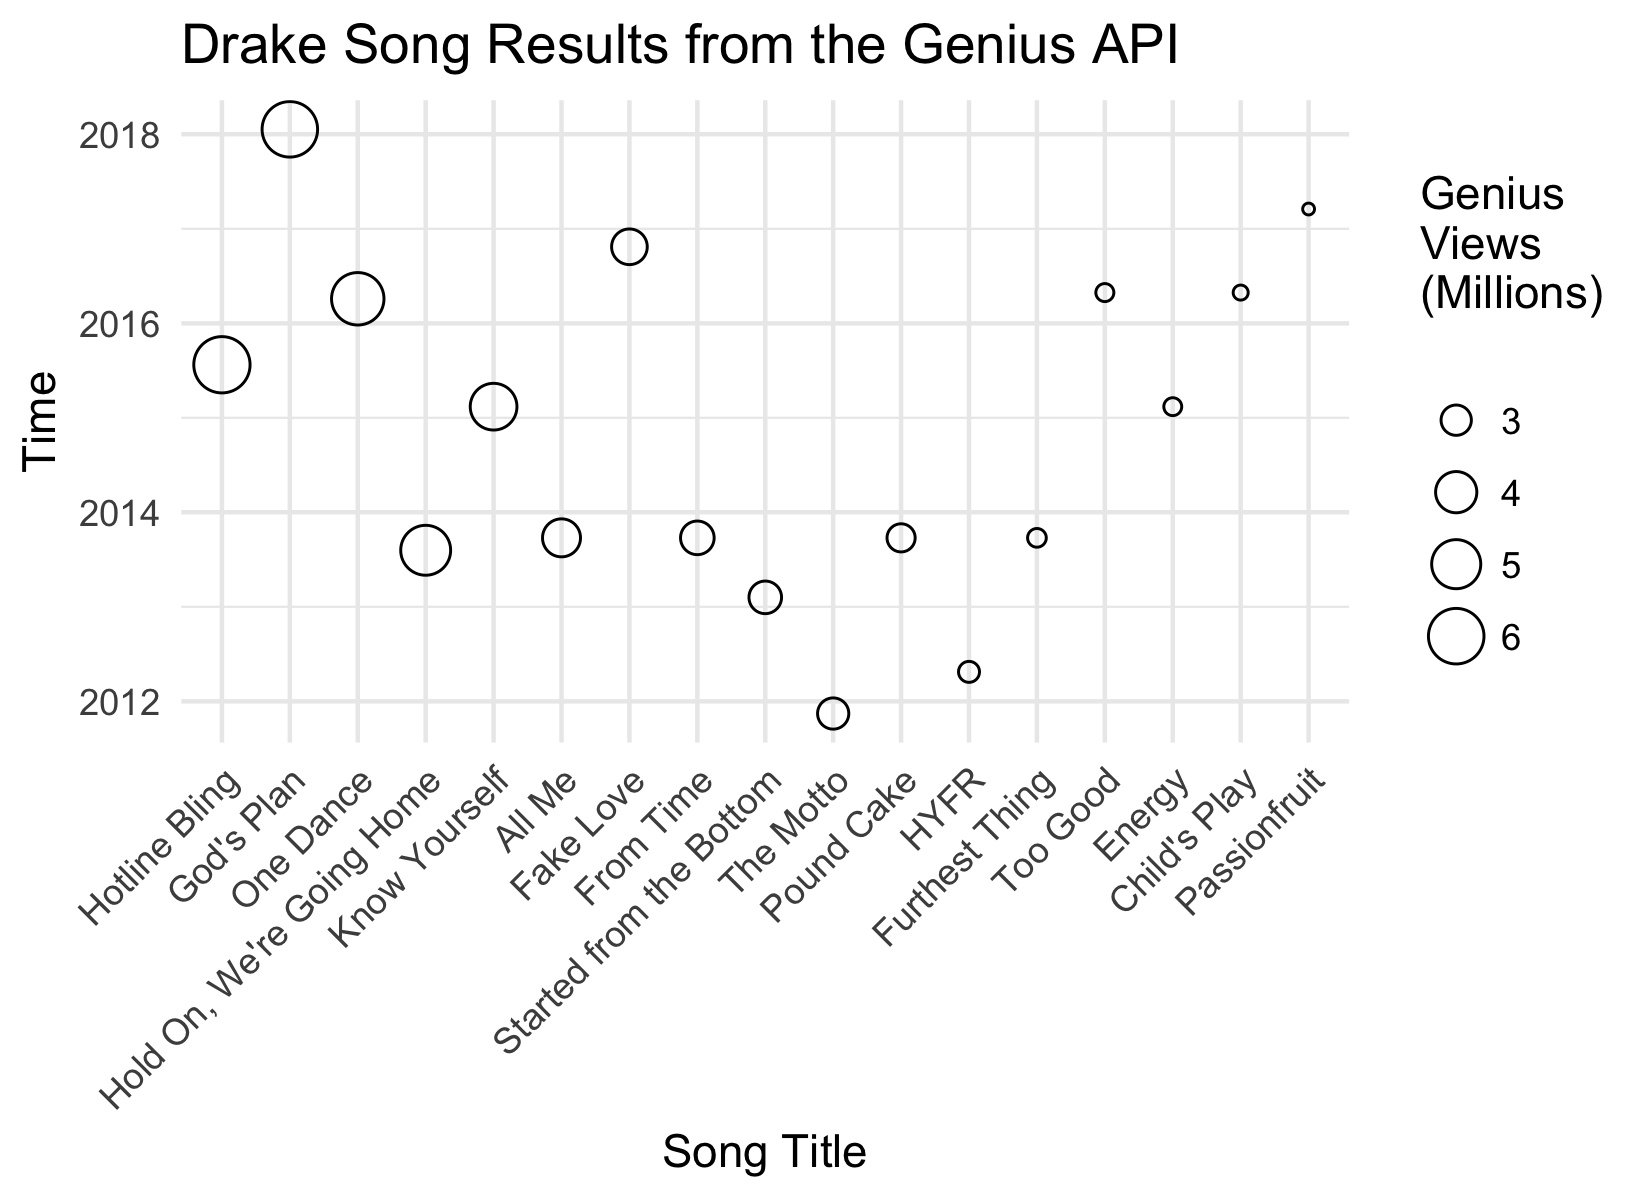 Drake Song Results from the Genius API
Time
2018
2016
2014
2012
Hotline Bling
God's Plan
One Dance
Hold On, We're Going Home
Know Yourself
All Me
Fake Love
From Time
Started from the Bottom
The Motto
Pound Cake
HYFR
Furthest Thing
Too Good
Energy
Child's Play
Passionfruit
Song Title
Genius
Views
(Millions)
3
4
5
6